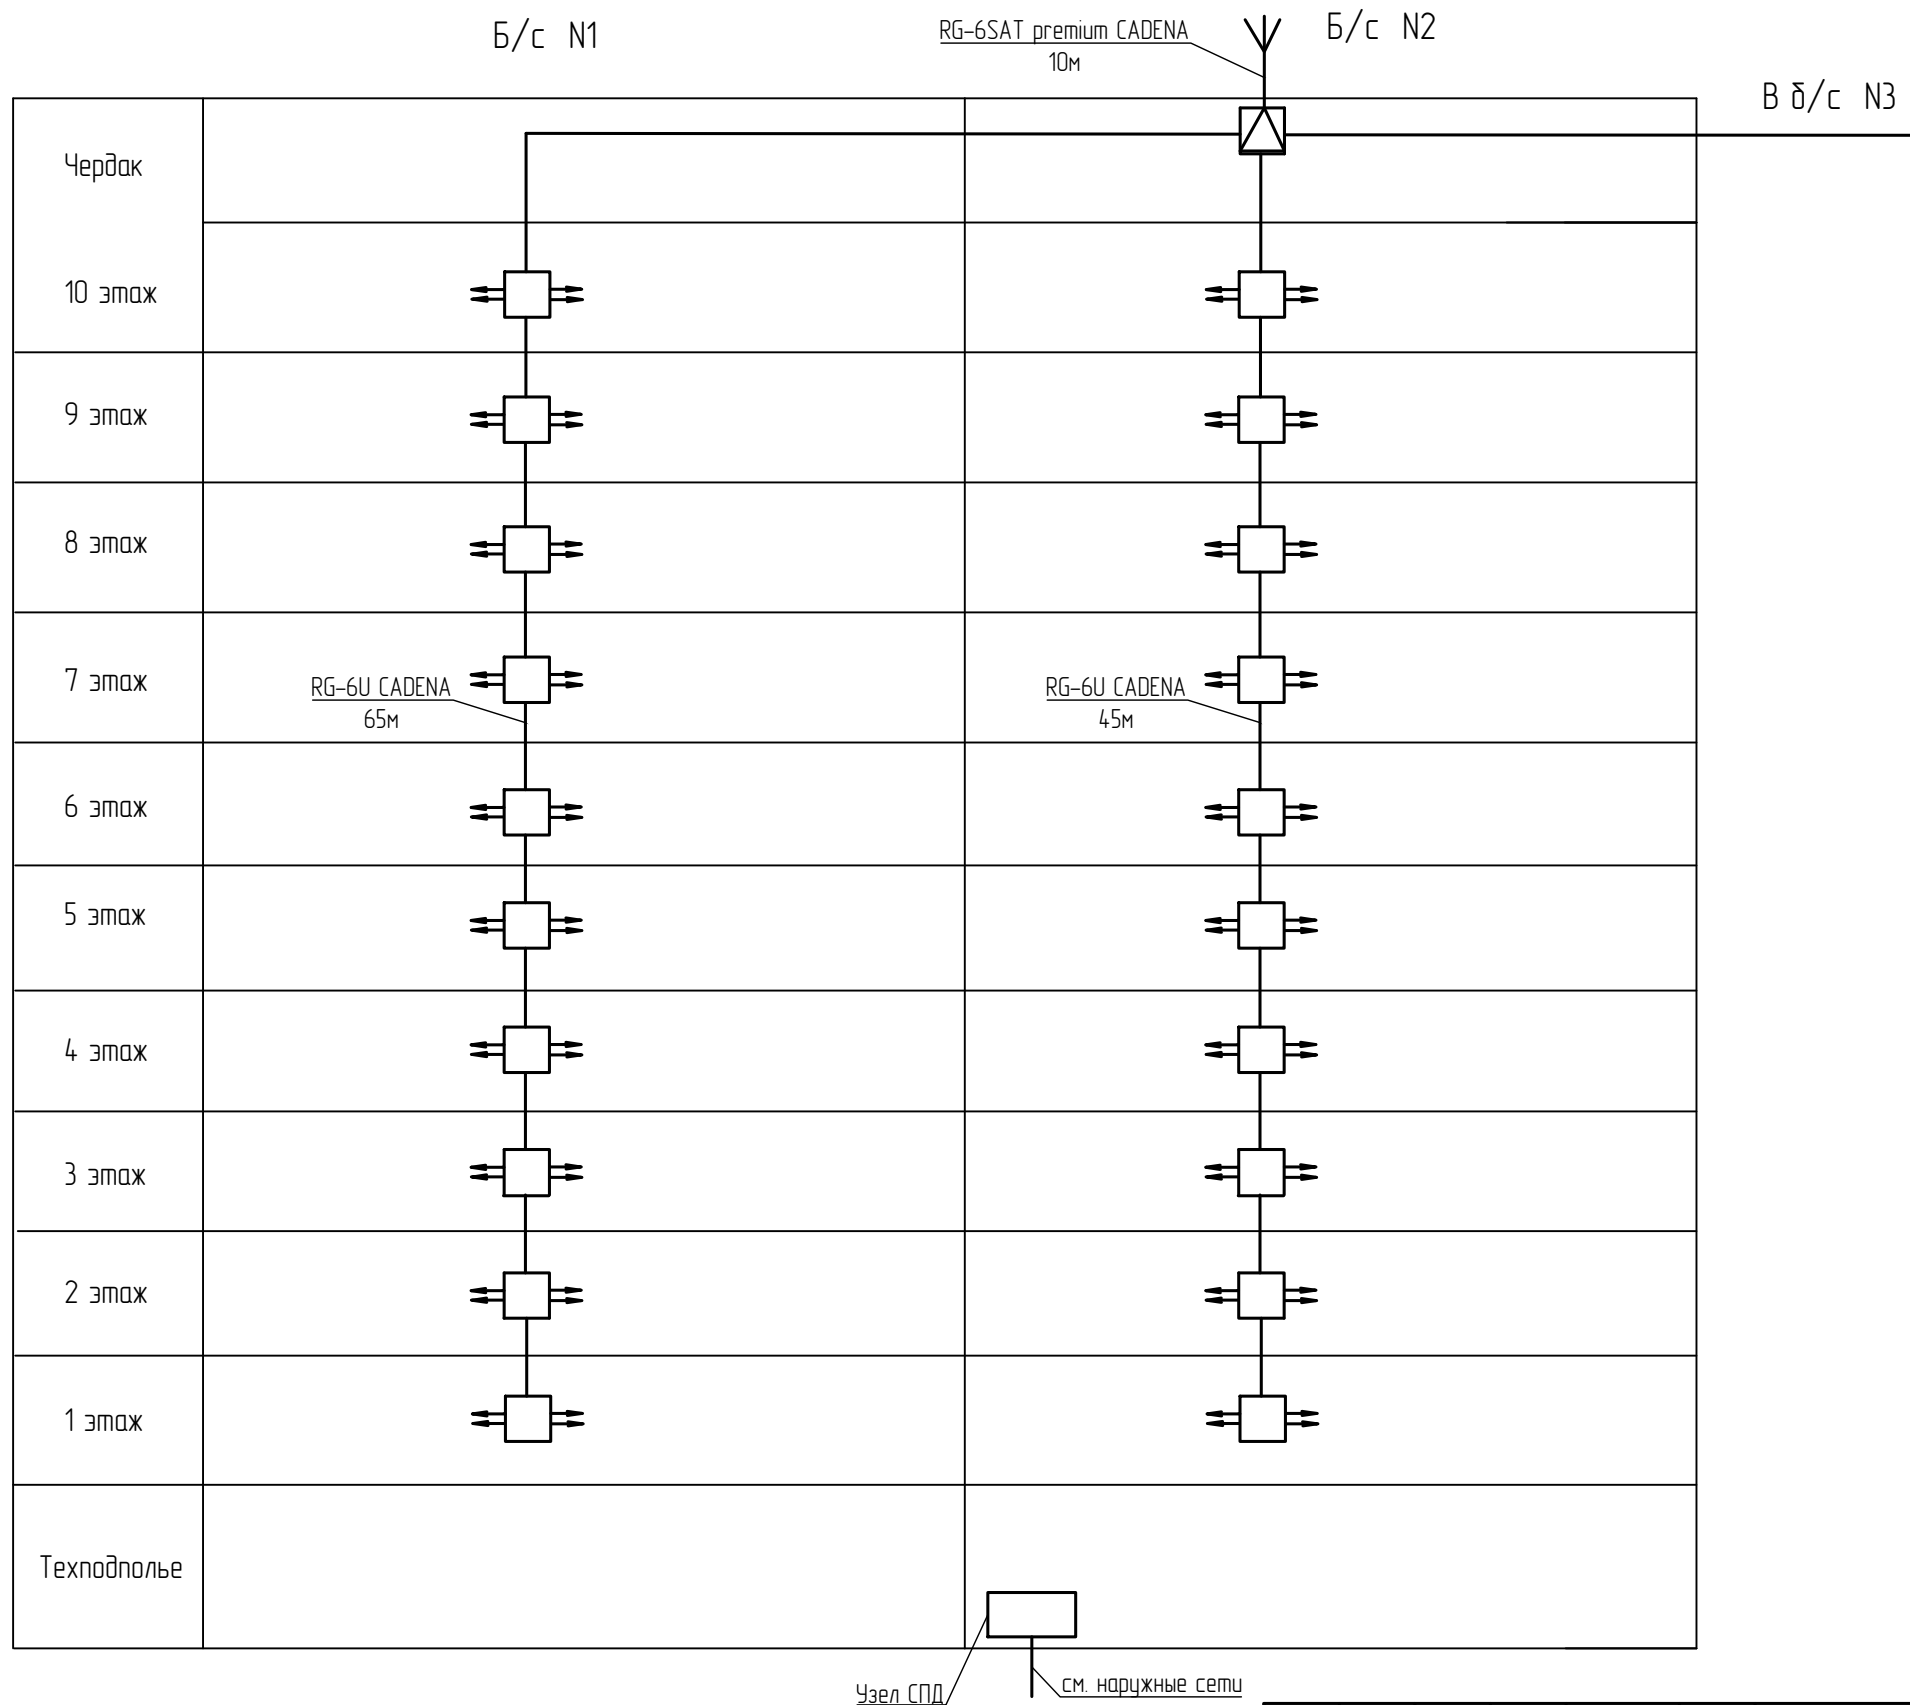 Б/с N1
RG-6SAT premium CADENA
10м
Б/с N2
В б/с N3
Чердак
10 этаж
9 этаж
8 этаж
7 этаж
RG-6U CADENA
65м
RG-6U CADENA
45м
6 этаж
5 этаж
4 этаж
3 этаж
2 этаж
1 этаж
Техподполье
Узел СПД
см. наружные сети